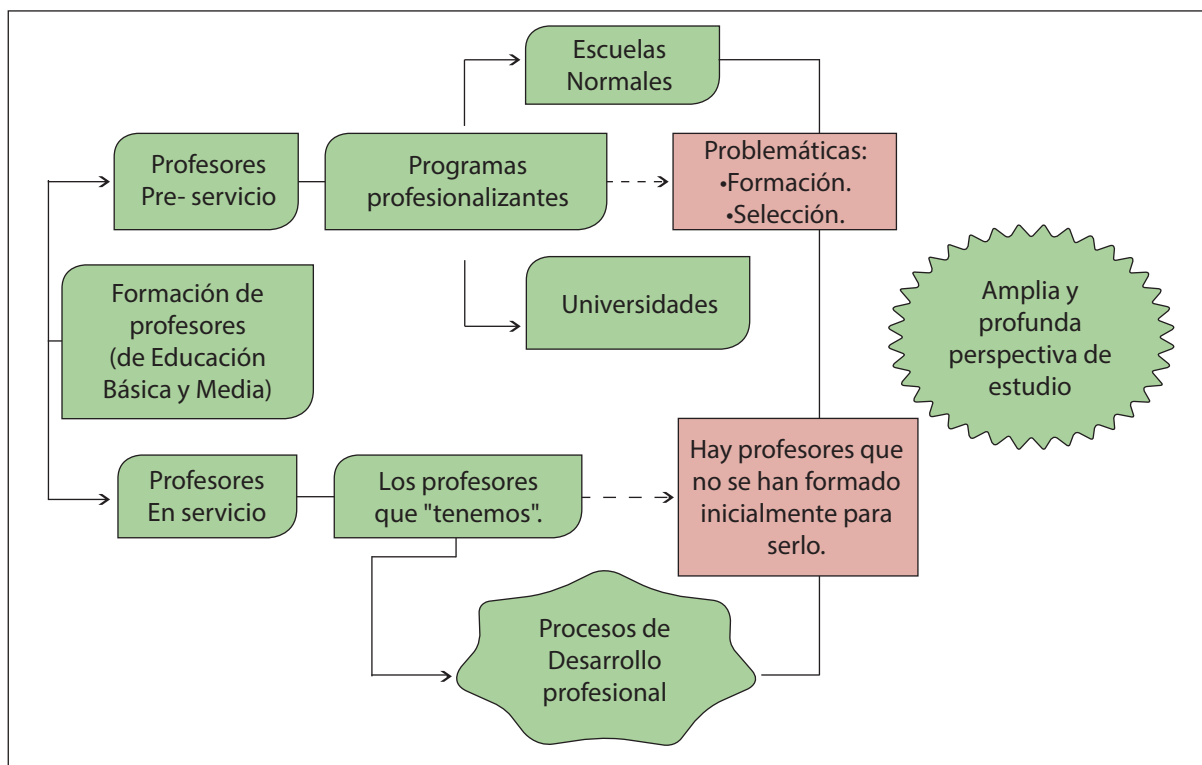 Escuelas
Normales
Profesores
Pre- servicio
Programas
profesionalizantes
Problemáticas:
•Formación.
•Selección.
Universidades
Formación de
profesores
(de Educación
Básica y Media)
Amplia y
profunda
perspectiva de
estudio
Profesores
En servicio
Los profesores
que "tenemos".
Hay profesores que
no se han formado
inicialmente para
serlo.
Procesos de
Desarrollo
profesional